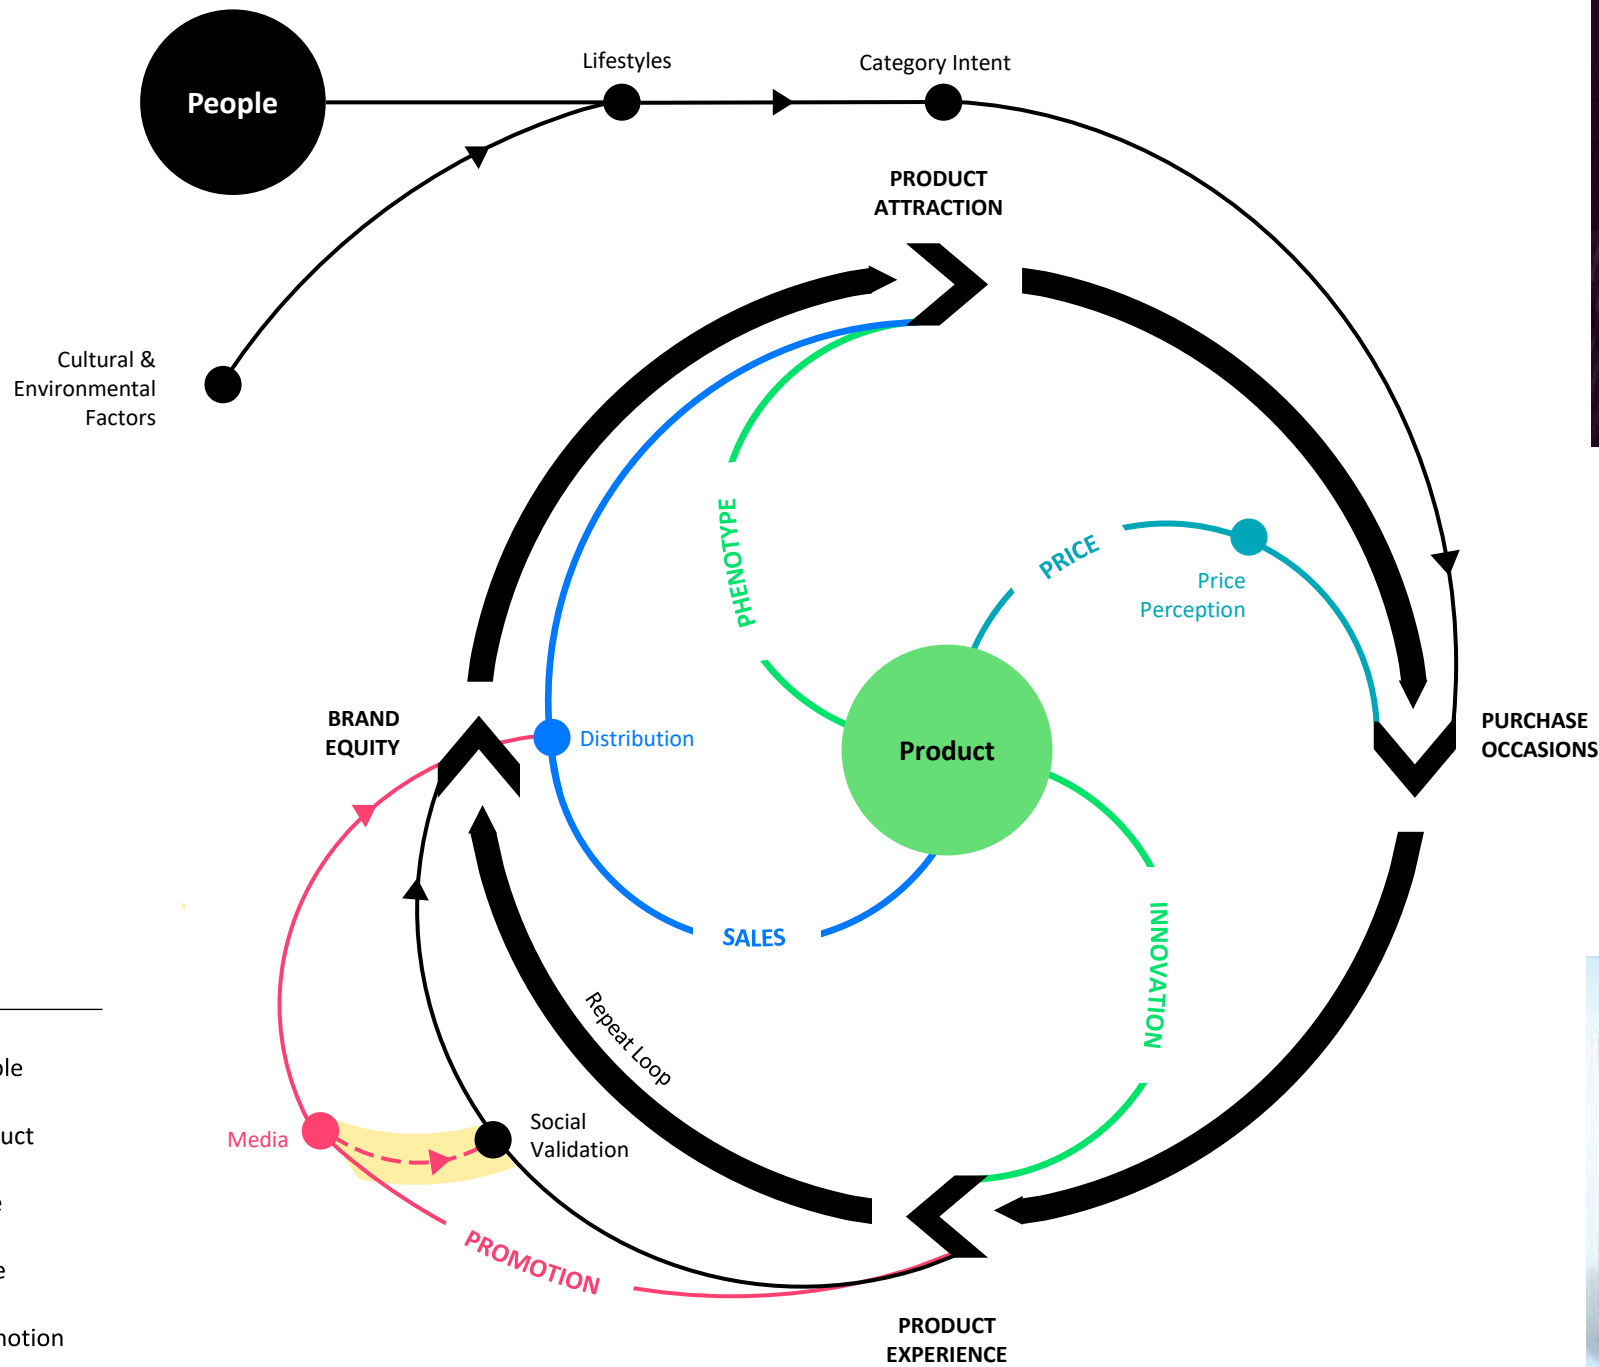 Lifestyles
Category Intent
People
PRODUCT
ATTRACTION
Cultural &
Environmental
Factors
PHENOTYPE
PRICE
Price
Perception
BRAND
EQUITY
Distribution
Product
PURCHASE
OCCASIONS
SALES
INNOVATION
Repeat Loop
Media
Social
Validation
PROMOTION
PRODUCT
EXPERIENCE